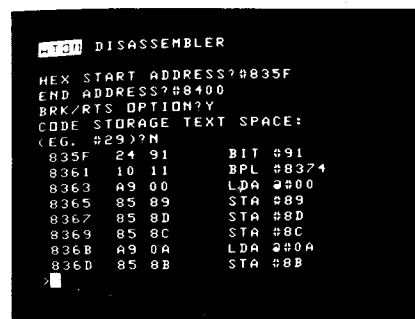 ATOM DISASSEMBLER
HEX START ADDRESS?#835F
END ADDRESS?#8400
BRK/RTS OPTION?Y
CODE STORAGE TEXT SPACE:
(EG. #29)?N
835F 24 91 BIT #91
8361 10 11 BPL #8374
8363 A9 00 LDA @#00
8365 85 89 STA #89
8367 85 8D STA #8D
8369 85 8C STA #8C
836B A9 0A LDA @#0A
836D 85 8B STA #8B
>